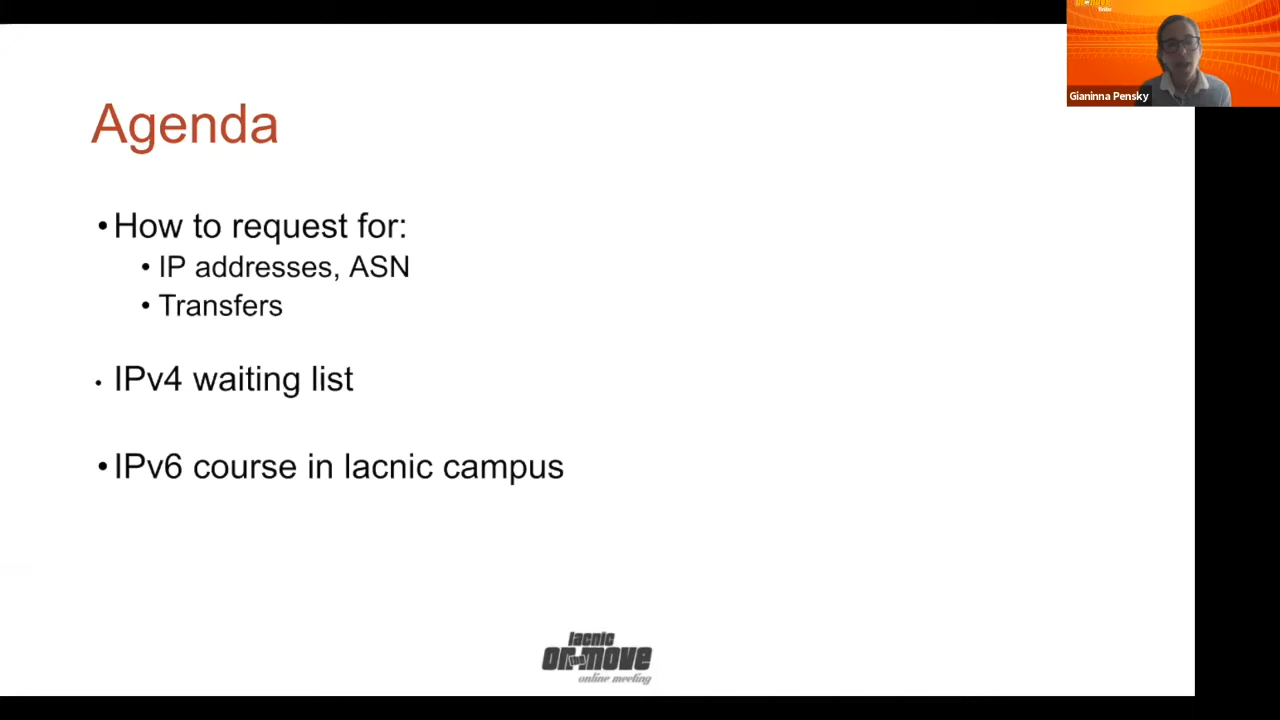 Agenda
• How to request for:
• IP addresses, ASN
• Transfers
• IPv4 waiting list
• IPv6 course in lacnic campus
Gianinna Pensky
lacnic
on the move
online meeting